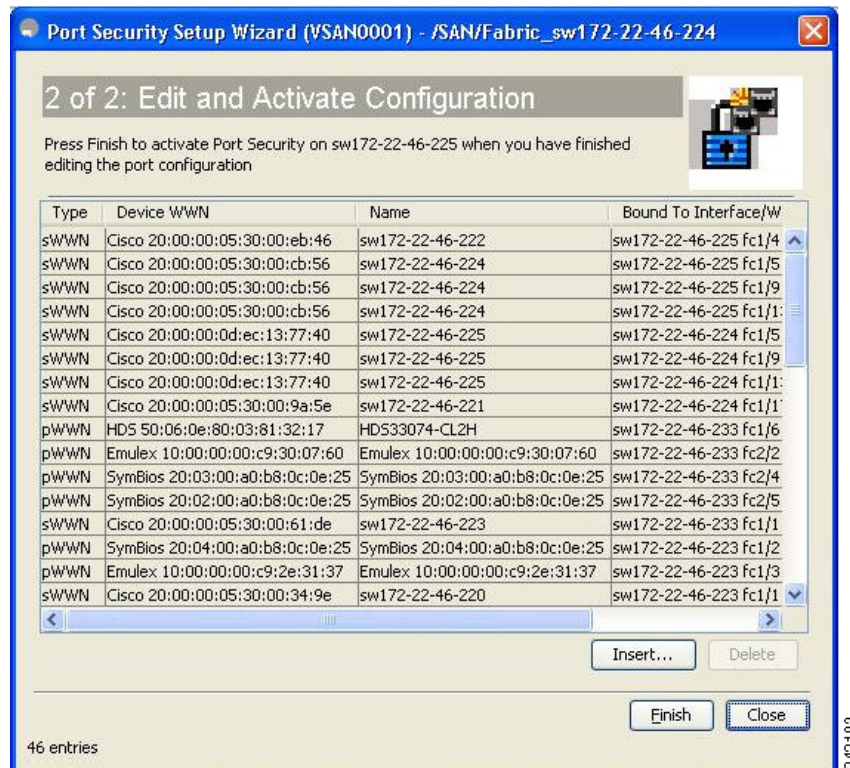 Port Security Setup Wizard (VSAN0001) - /SAN/Fabric_sw172-22-46-224
2 of 2: Edit and Activate Configuration
Press Finish to activate Port Security on sw172-22-46-225 when you have finished
editing the port configuration
Type Device WWN Name Bound To Interface/W
sWWN Cisco 20:00:00:05:30:00:eb:46 sw172-22-46-222 sw172-22-46-225 fc1/4
sWWN Cisco 20:00:00:05:30:00:cb:56 sw172-22-46-224 sw172-22-46-225 fc1/5
sWWN Cisco 20:00:00:05:30:00:cb:56 sw172-22-46-224 sw172-22-46-225 fc1/9
sWWN Cisco 20:00:00:05:30:00:cb:56 sw172-22-46-224 sw172-22-46-225
sWWN Cisco 20:00:00:0d:ec:13:77:40 sw172-22-46-225 sw172-22-46-224 fc1/5
sWWN Cisco 20:00:00:0d:ec:13:77:40 sw172-22-46-225 sw172-22-46-224 fc1/9
sWWN Cisco 20:00:00:0d:ec:13:77:40 sw172-22-46-225 sw172-22-46-224
sWWN Cisco 20:00:00:05:30:00:9a:5e sw172-22-46-221 sw172-22-46-224
pWWN HDS 50:06:0e:80:03:81:32:17 HDS33074-CL2H sw172-22-46-233 fc1/6
pWWN Emulex 10:00:00:00:c9:30:07:60 Emulex 10:00:00:00:c9:30:07:60 sw172-22-46-233 fc2/2
pWWN SymBios 20:03:00:a0:b8:0c:0e:25 SymBios 20:03:00:a0:b8:0c:0e:25 sw172-22-46-233 fc2/4
pWWN SymBios 20:02:00:a0:b8:0c:0e:25 SymBios 20:02:00:a0:b8:0c:0e:25 sw172-22-46-233 fc2/5
sWWN Cisco 20:00:00:05:30:00:61:de sw172-22-46-223 sw172-22-46-233 fc1/1
pWWN SymBios 20:04:00:a0:b8:0c:0e:25 SymBios 20:04:00:a0:b8:0c:0e:25 sw172-22-46-223 fc1/2
pWWN Emulex 10:00:00:00:c9:2e:31:37 Emulex 10:00:00:00:c9:2e:31:37 sw172-22-46-223 fc1/3
sWWN Cisco 20:00:00:05:30:00:34:9e sw172-22-46-220 sw172-22-46-223 fc1/1
Insert... Delete
Finish Close
46 entries